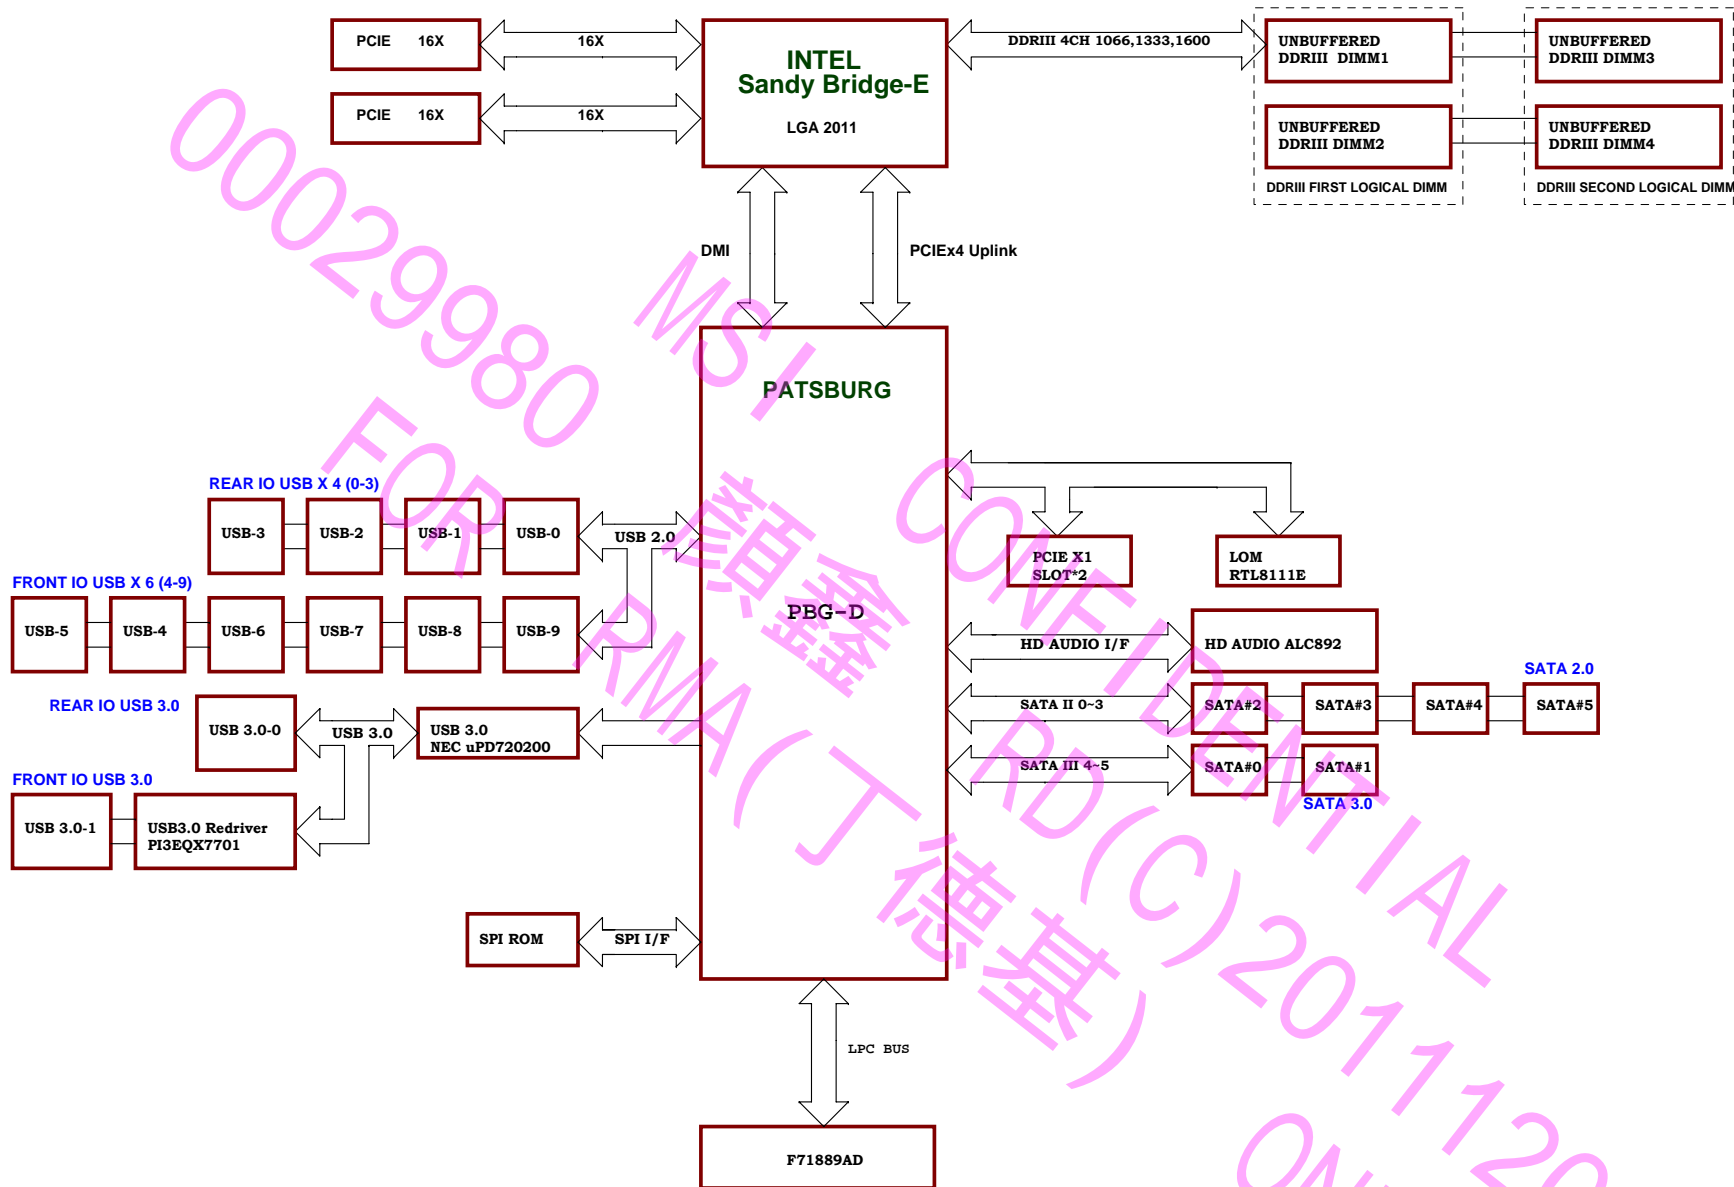 PCIE 16X
16X
INTEL
Sandy Bridge-E
LGA 2011
DDRIII 4CH 1066,1333,1600
UNBUFFERED
DDRIII DIMM1
UNBUFFERED
DDRIII DIMM3
PCIE 16X
16X
UNBUFFERED
DDRIII DIMM2
UNBUFFERED
DDRIII DIMM4
DDRIII FIRST LOGICAL DIMM
DDRIII SECOND LOGICAL DIMM
DMI
PCIEx4 Uplink
PATSBURG
PBG-D
REAR IO USB X 4 (0-3)
USB-3
USB-2
USB-1
USB-0
USB 2.0
FRONT IO USB X 6 (4-9)
USB-5
USB-4
USB-6
USB-7
USB-8
USB-9
REAR IO USB 3.0
USB 3.0-0
USB 3.0
USB 3.0
NEC uPD720200
FRONT IO USB 3.0
USB 3.0-1
USB3.0 Redriver
PI3EQX7701
SPI ROM
SPI I/F
PCIE X1
SLOT*2
LOM
RTL8111E
HD AUDIO I/F
HD AUDIO ALC892
SATA 2.0
SATA II 0~3
SATA#2
SATA#3
SATA#4
SATA#5
SATA III 4~5
SATA#0
SATA#1
SATA 3.0
LPC BUS
F71889AD
00029980
MSI CONFIDENTIAL
FOR 顏鑫 RD(C)2011120
RMA(丁德基)